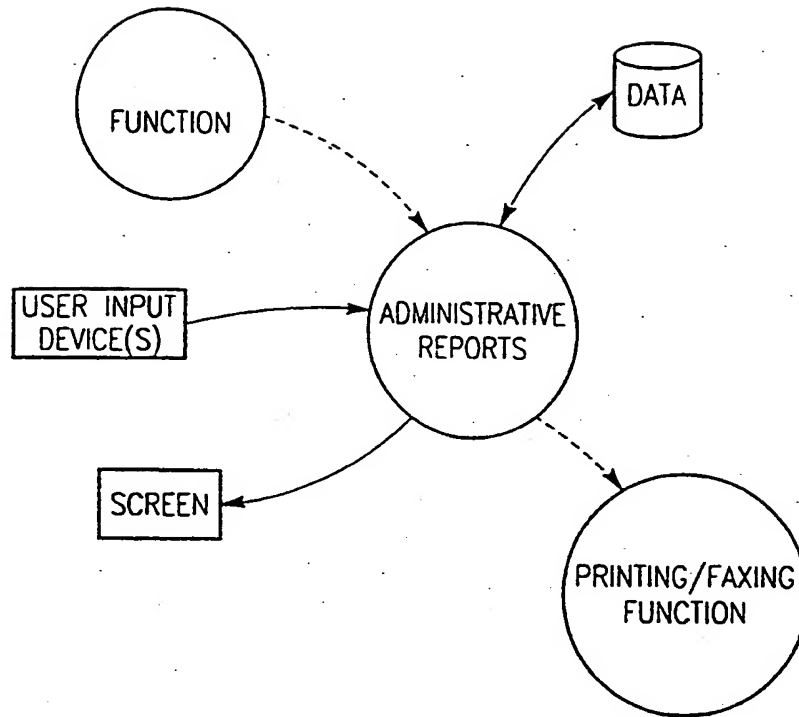 FUNCTION
DATA
USER INPUT
DEVICE(S)
ADMINISTRATIVE
REPORTS
SCREEN
PRINTING/FAXING
FUNCTION